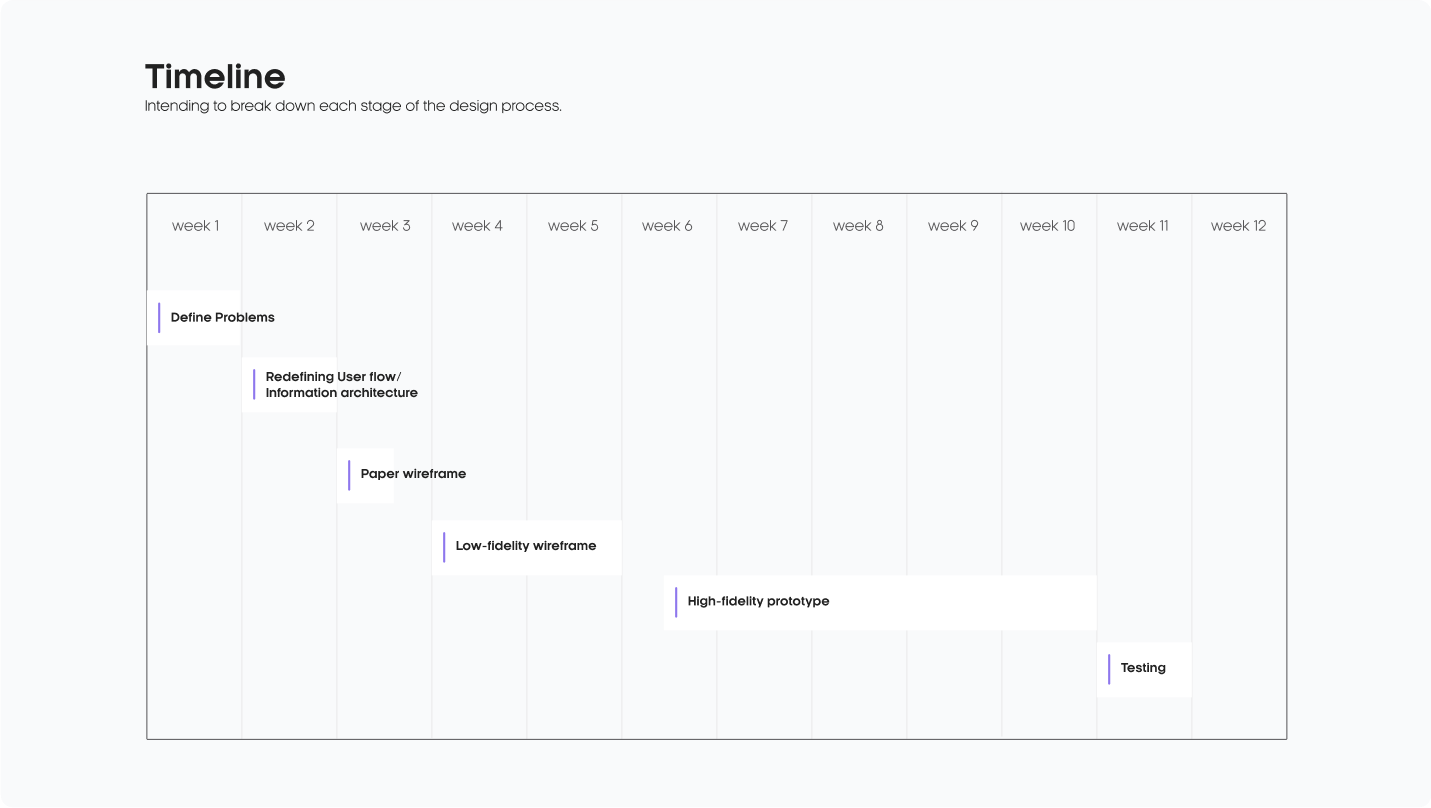 Timeline
Intending to break down each stage of the design process.
week 1 week 2 week 3 week 4 week 5 week 6 week 7 week 8 week 9 week 10 week 11 week 12
Define Problems
Redefining User flow/
Information architecture
Paper wireframe
Low-fidelity wireframe
High-fidelity prototype
Testing